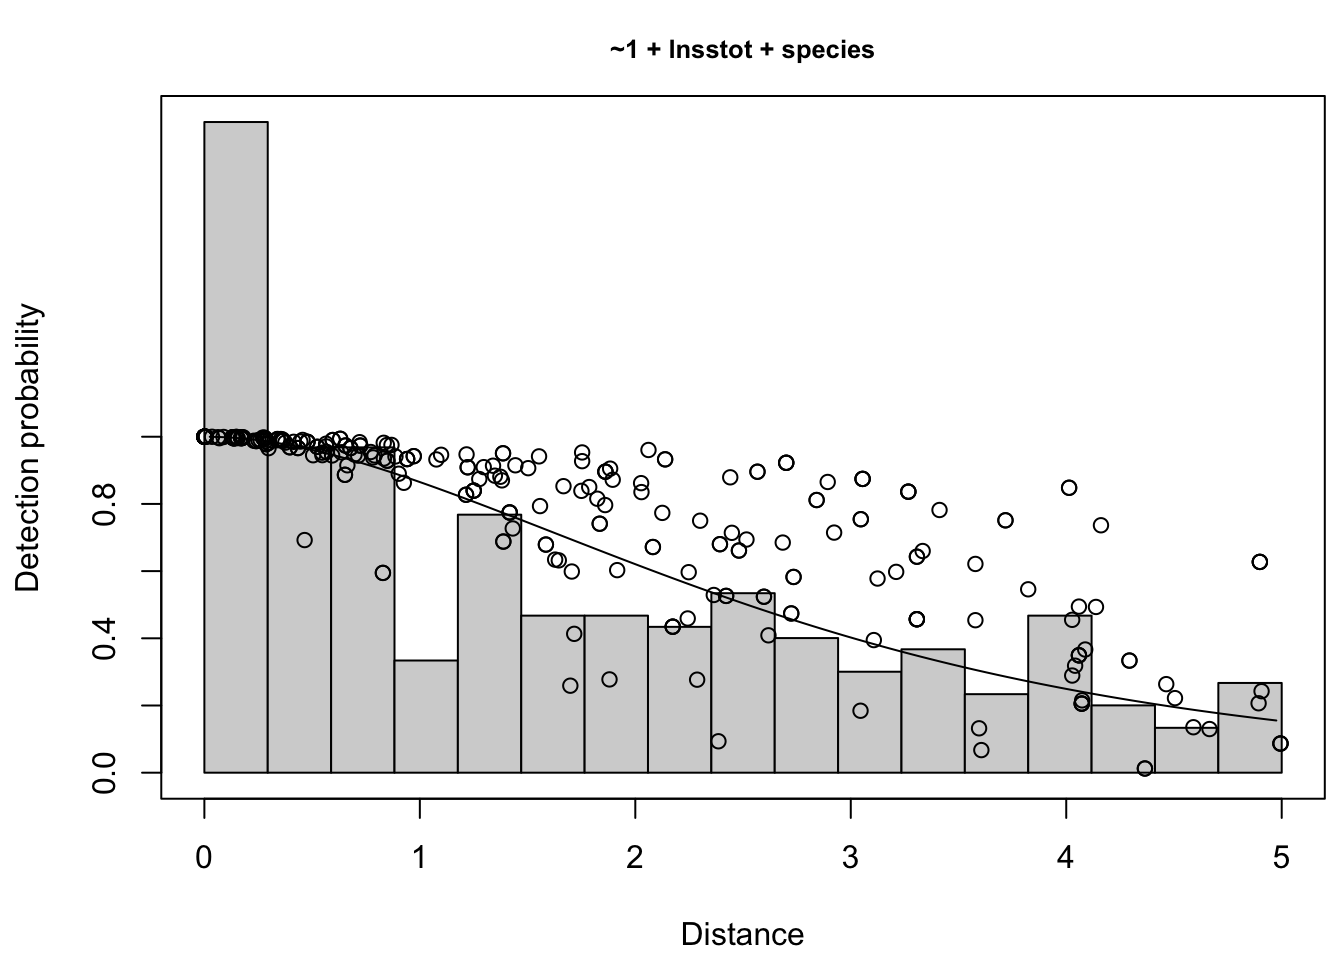 ~1 + lnsstot + species
Detection probability
0.8
0.4
0.0
0 1 2 3 4 5
Distance